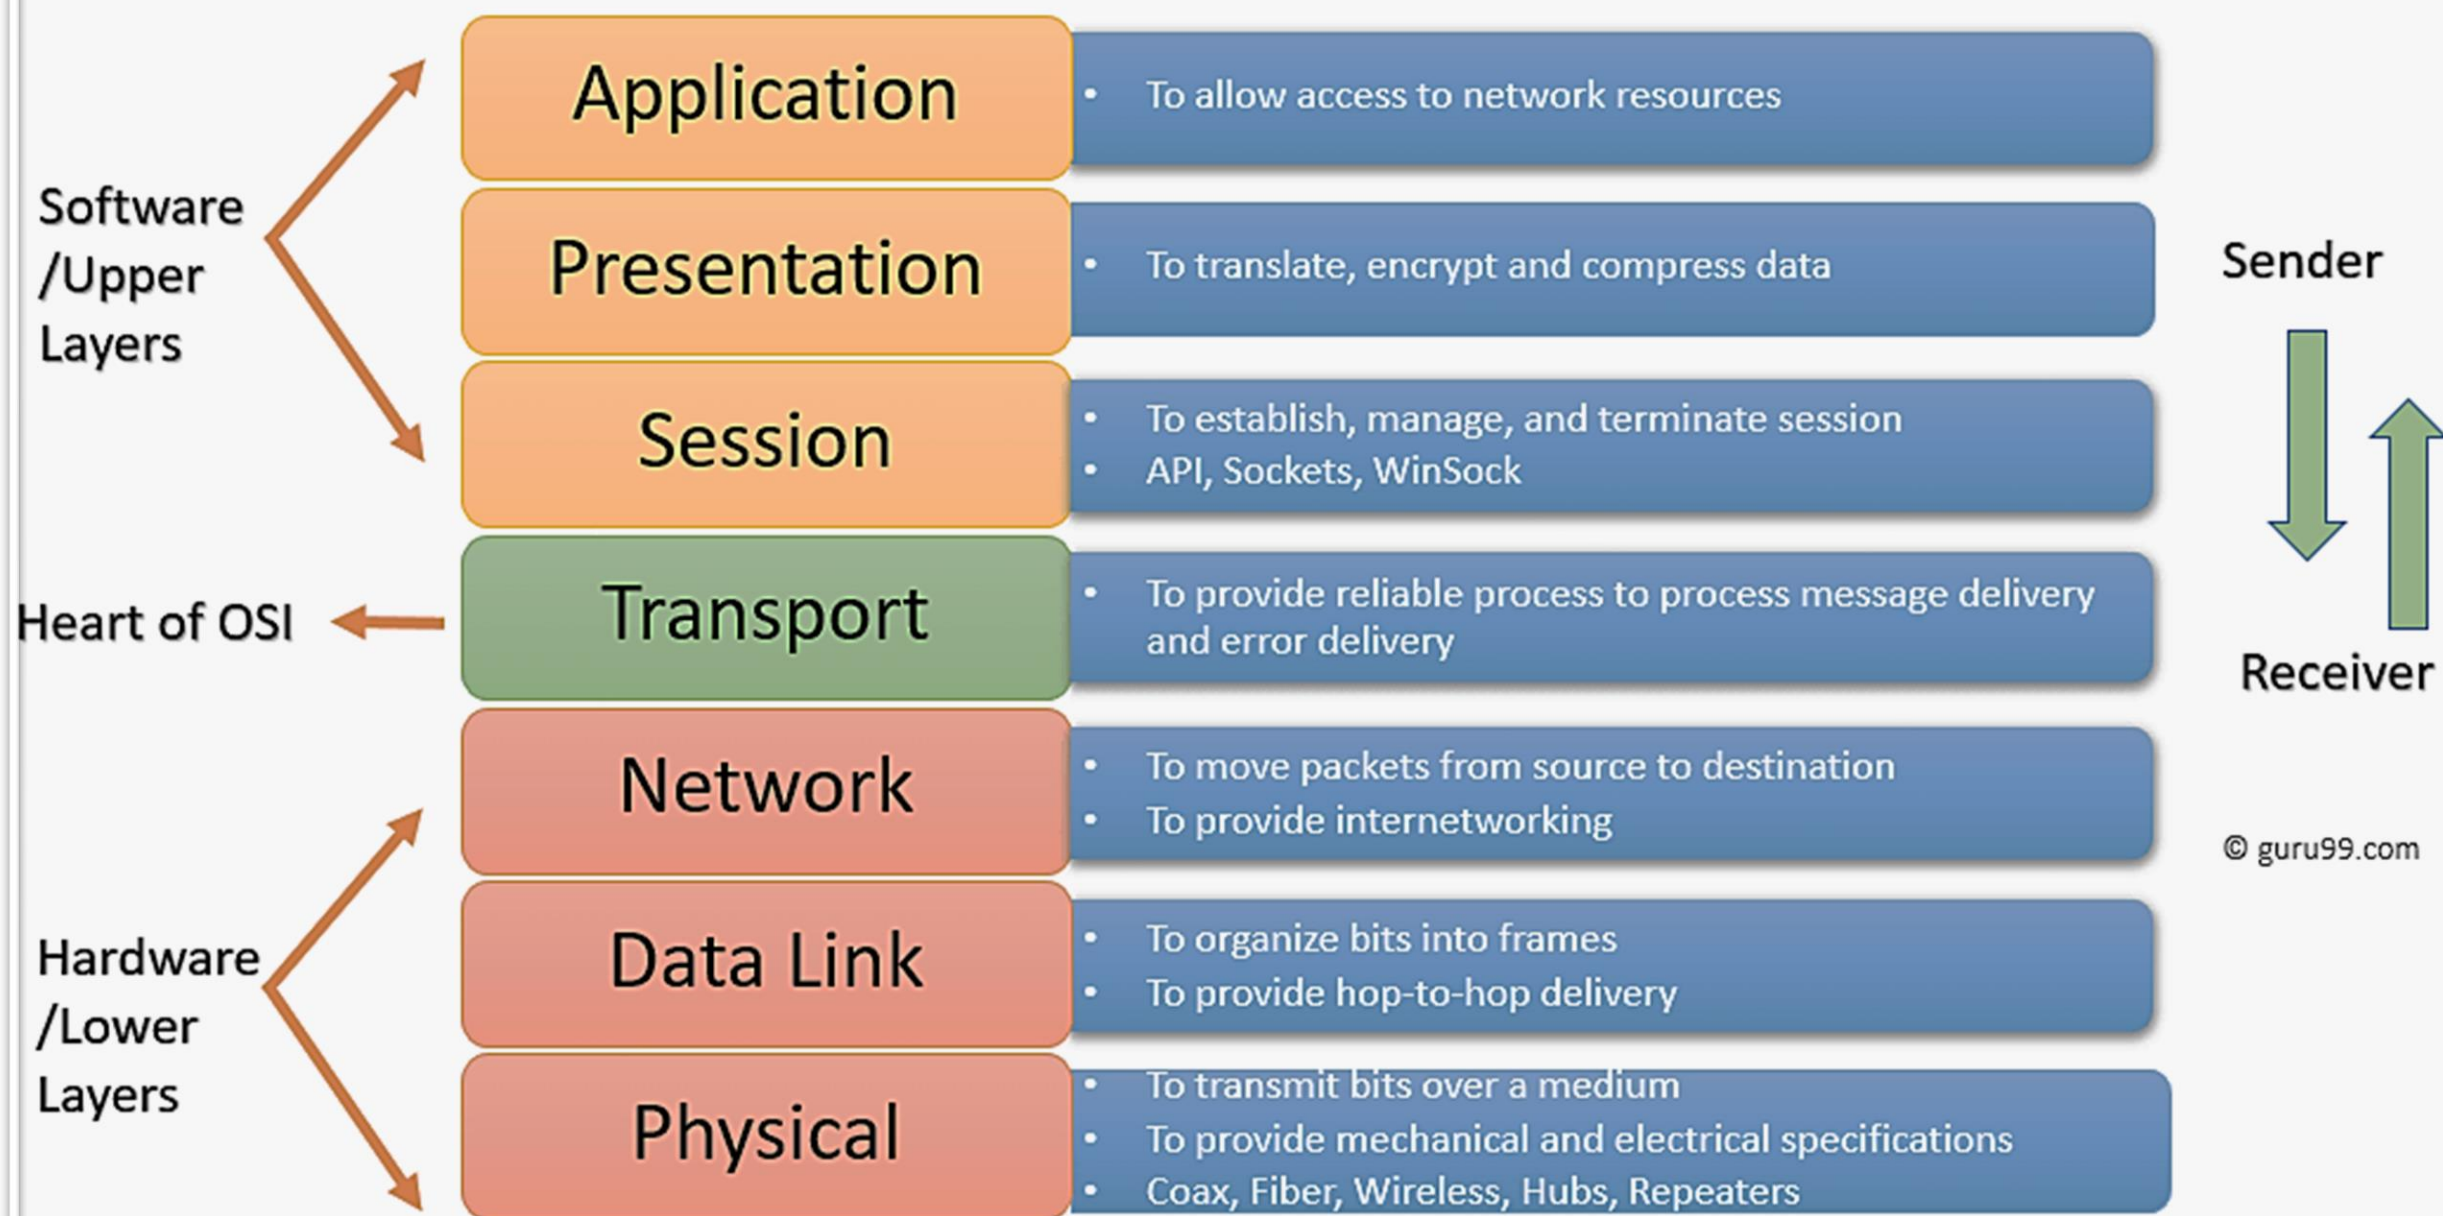 Application
• To allow access to network resources
Presentation
• To translate, encrypt and compress data
Session
• To establish, manage, and terminate session
• API, Sockets, WinSock
Transport
• To provide reliable process to process message delivery
and error delivery
Network
• To move packets from source to destination
• To provide internetworking
Data Link
• To organize bits into frames
• To provide hop-to-hop delivery
Physical
• To transmit bits over a medium
• To provide mechanical and electrical specifications
• Coax, Fiber, Wireless, Hubs, Repeaters
Software
/Upper
Layers
Heart of OSI
Hardware
/Lower
Layers
Sender
Receiver
© guru99.com